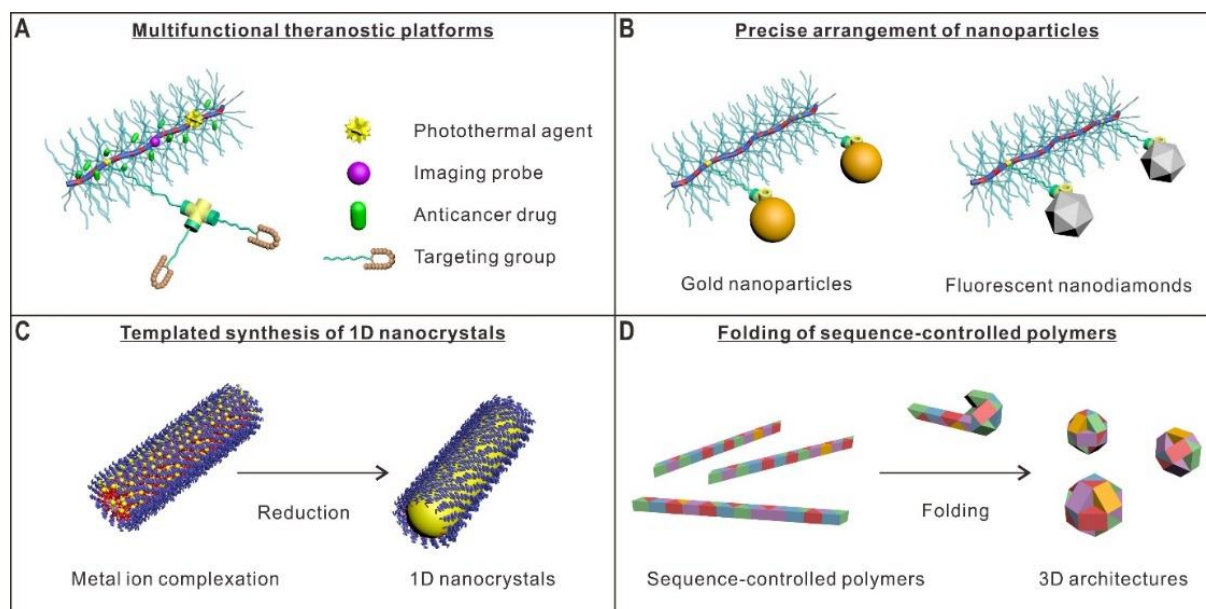 A
Multifunctional theranostic platforms
Photothermal agent
Imaging probe
Anticancer drug
Targeting group
B
Precise arrangement of nanoparticles
Gold nanoparticles
Fluorescent nanodiamonds
C
Templated synthesis of 1D nanocrystals
Reduction
Metal ion complexation
1D nanocrystals
D
Folding of sequence-controlled polymers
Folding
Sequence-controlled polymers
3D architectures